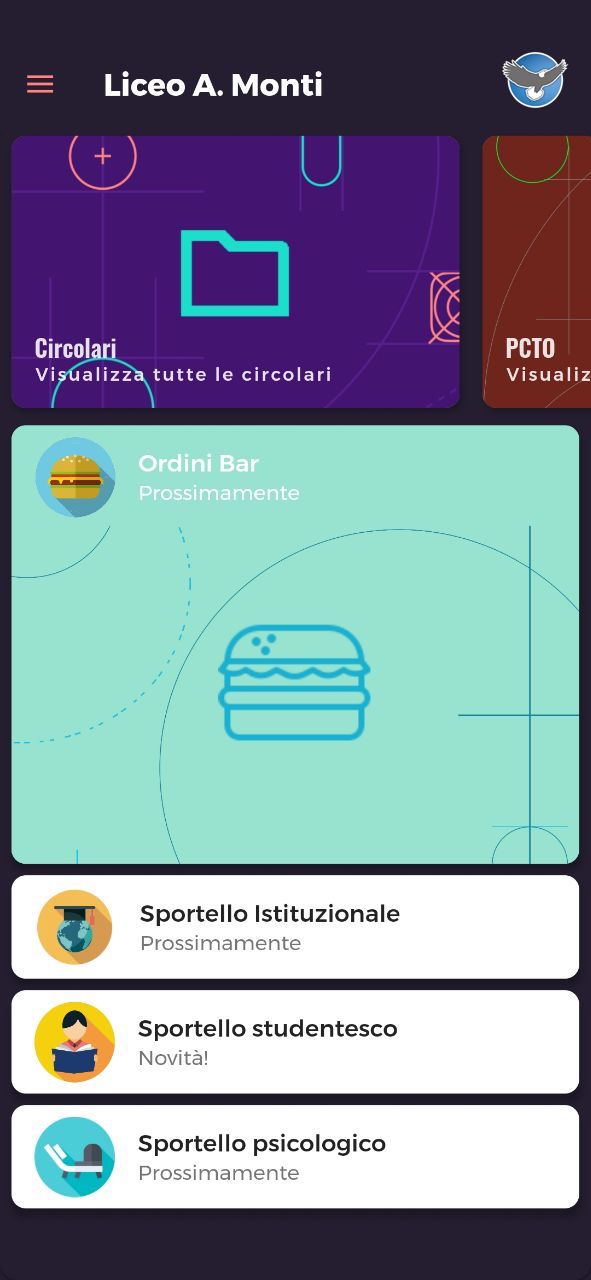 Liceo A. Monti
Circolari
Visualizza tutte le circolari
PCTO
Visualiz
Ordini Bar
Prossimamente
Sportello Istituzionale
Prossimamente
Sportello studentesco
Novità!
Sportello psicologico
Prossimamente